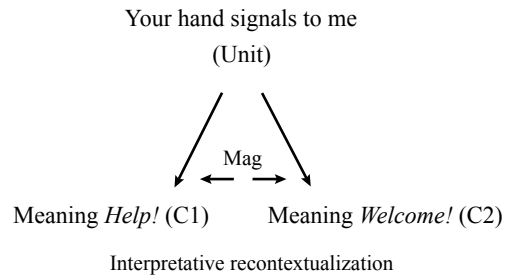 Your hand signals to me
(Unit)
Mag
Meaning Help! (C1) Meaning Welcome! (C2)
Interpretative recontextualization